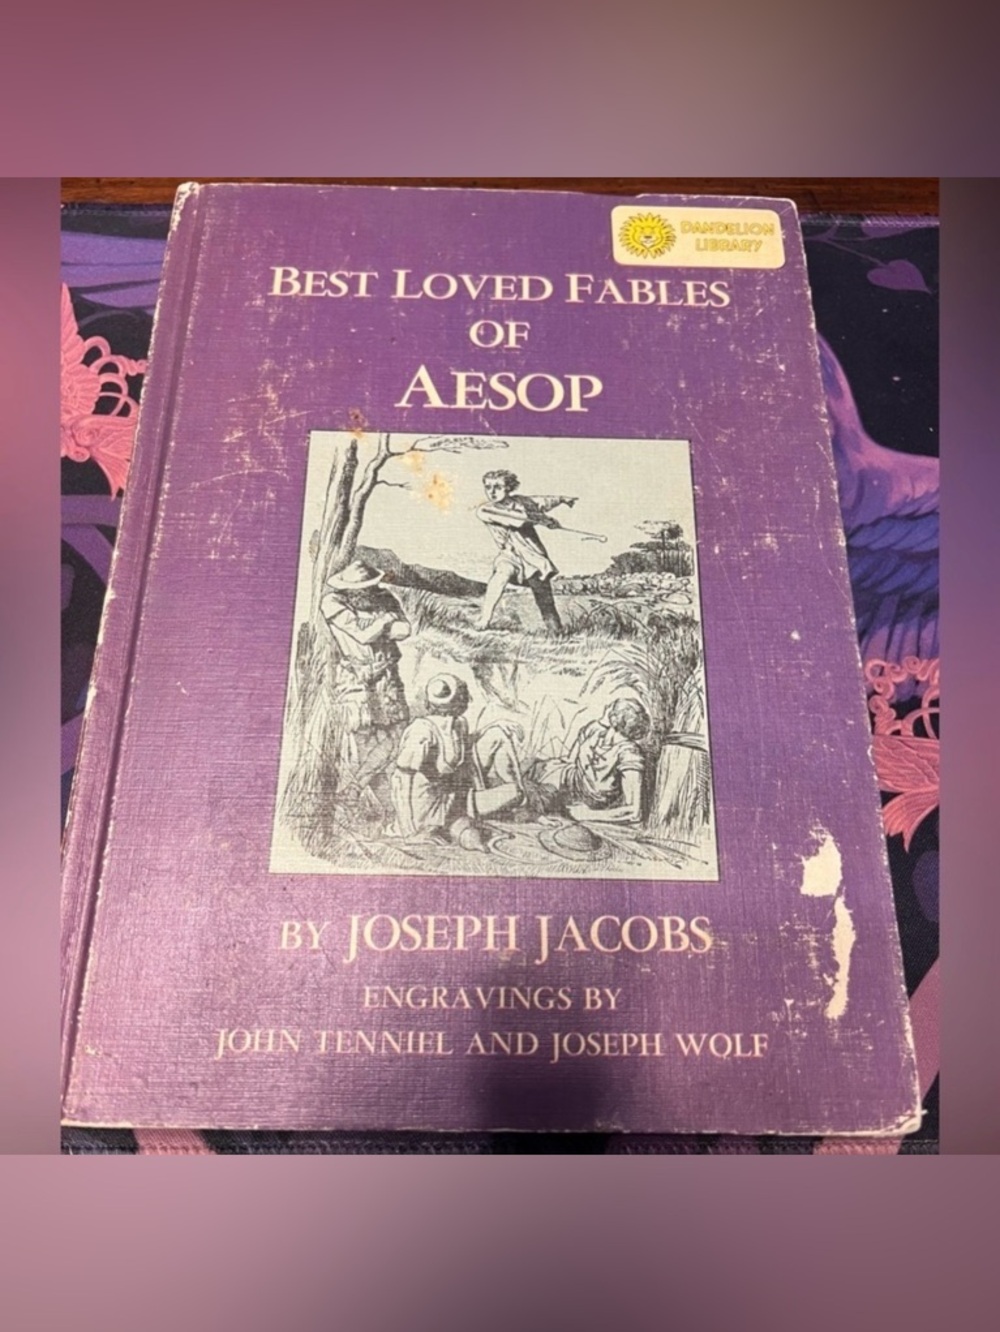 DANDELION
LIBRARY
BEST LOVED FABLES
OF
AESOP
BY JOSEPH JACOBS
ENGRAVINGS BY
JOHN TENNIEL AND JOSEPH WOLF